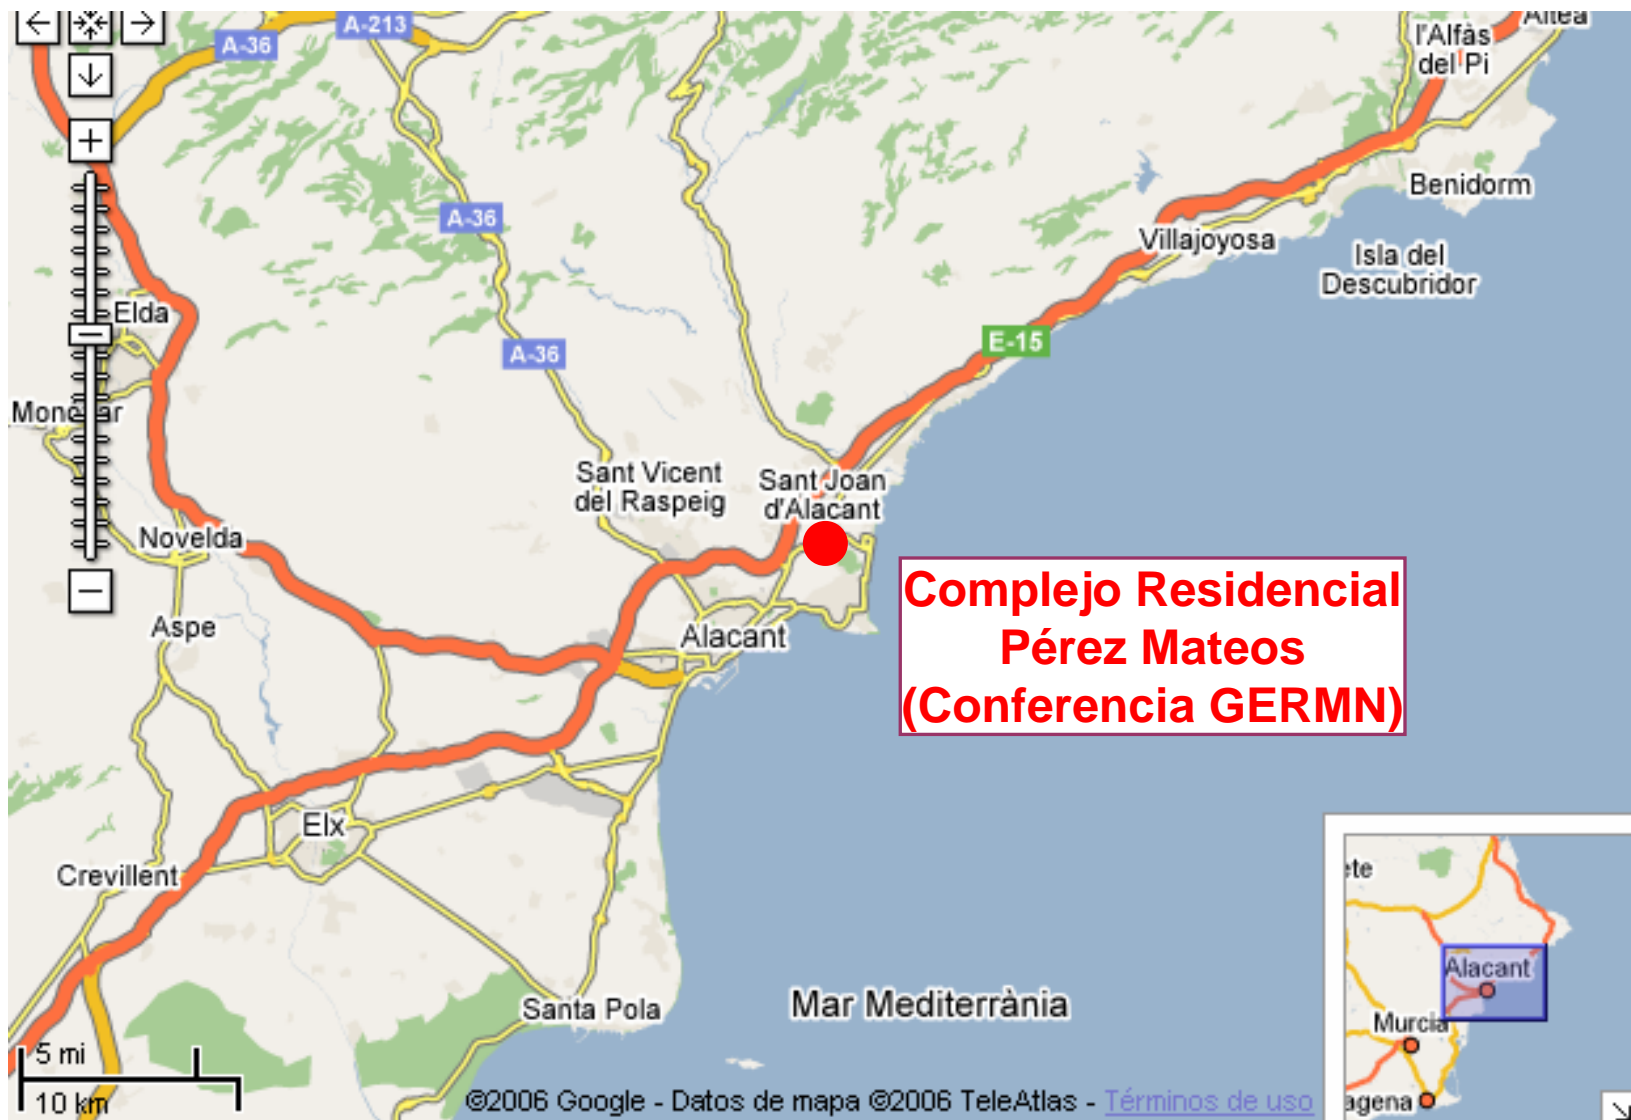 A-36
A-213
Altea
l'Alfàs
del Pi
Benidorm
A-36
Villajoyosa
Isla del
Descubridor
Elda
E-15
A-36
Sant Vicent
del Raspeig
Sant Joan
d'Alacant
Novelda
Complejo Residencial
Pérez Mateos
(Conferencia GERMN)
Aspe
Alacant
Elx
Crevillent
Santa Pola
Mar Mediterrània
Alacant
Murcia
5 mi
10 km
©2006 Google - Datos de mapa ©2006 TeleAtlas - Términos de uso